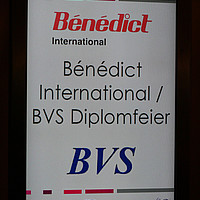 Bénédict
International
Bénédict
International /
BVS Diplomfeier
BVS